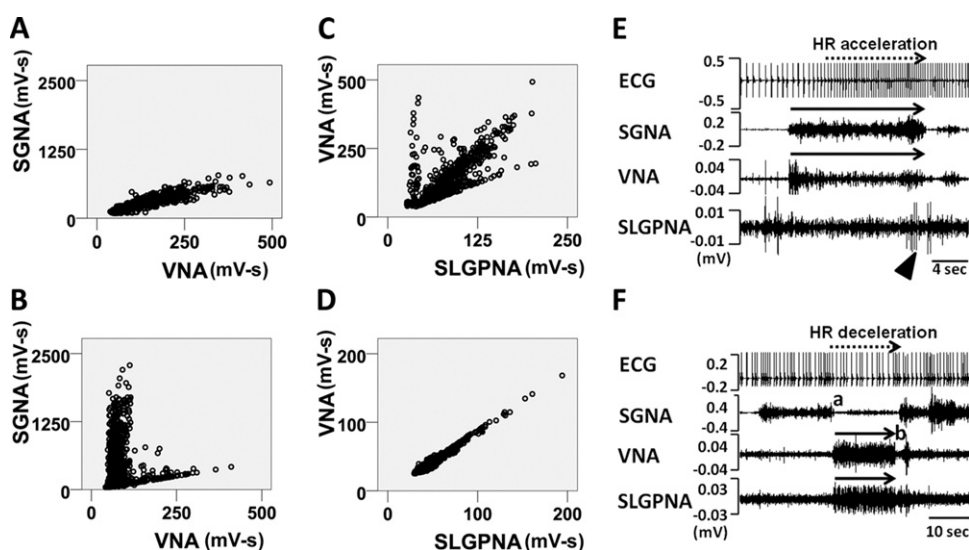 A
SGNA (mV-s)
2500
1250
0
0
250
500
VNA (mV-s)
B
SGNA (mV-s)
2500
1250
0
0
250
500
VNA (mV-s)
C
VNA (mV-s)
500
250
0
0
125
250
SLGPNA (mV-s)
D
VNA (mV-s)
200
100
0
0
100
200
SLGPNA (mV-s)
E
HR acceleration
ECG
0.5
-0.5
SGNA
0.2
-0.2
VNA
0.04
-0.04
SLGPNA
0.01
-0.01
(mV)
4 sec
F
HR deceleration
ECG
0.2
-0.2
SGNA
0.4
-0.4
a
VNA
0.04
-0.04
b
SLGPNA
0.03
-0.03
(mV)
10 sec